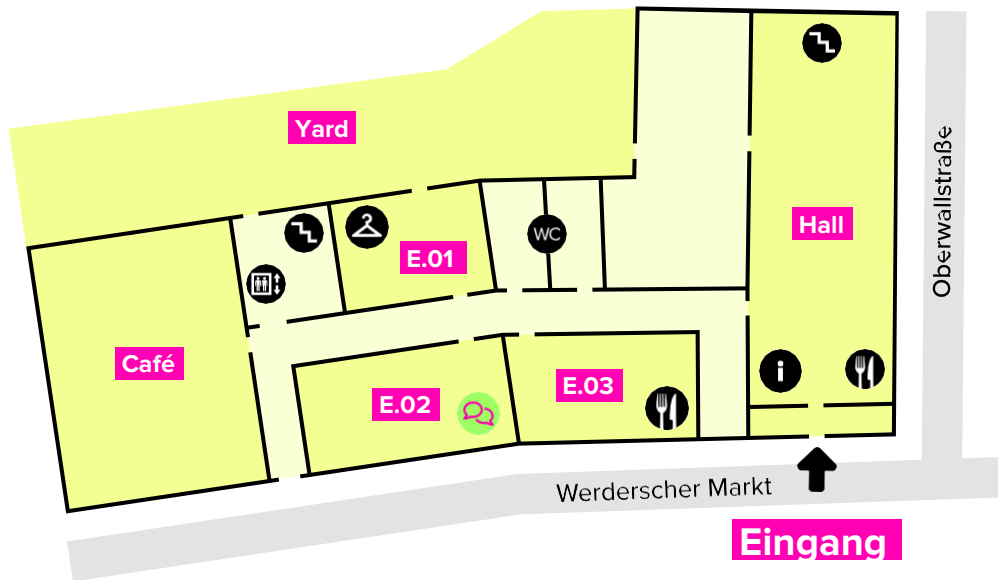 Yard
Hall
Oberwallstraße
WC
E.01
Café
E.02
E.03
i
Werderscher Markt
Eingang